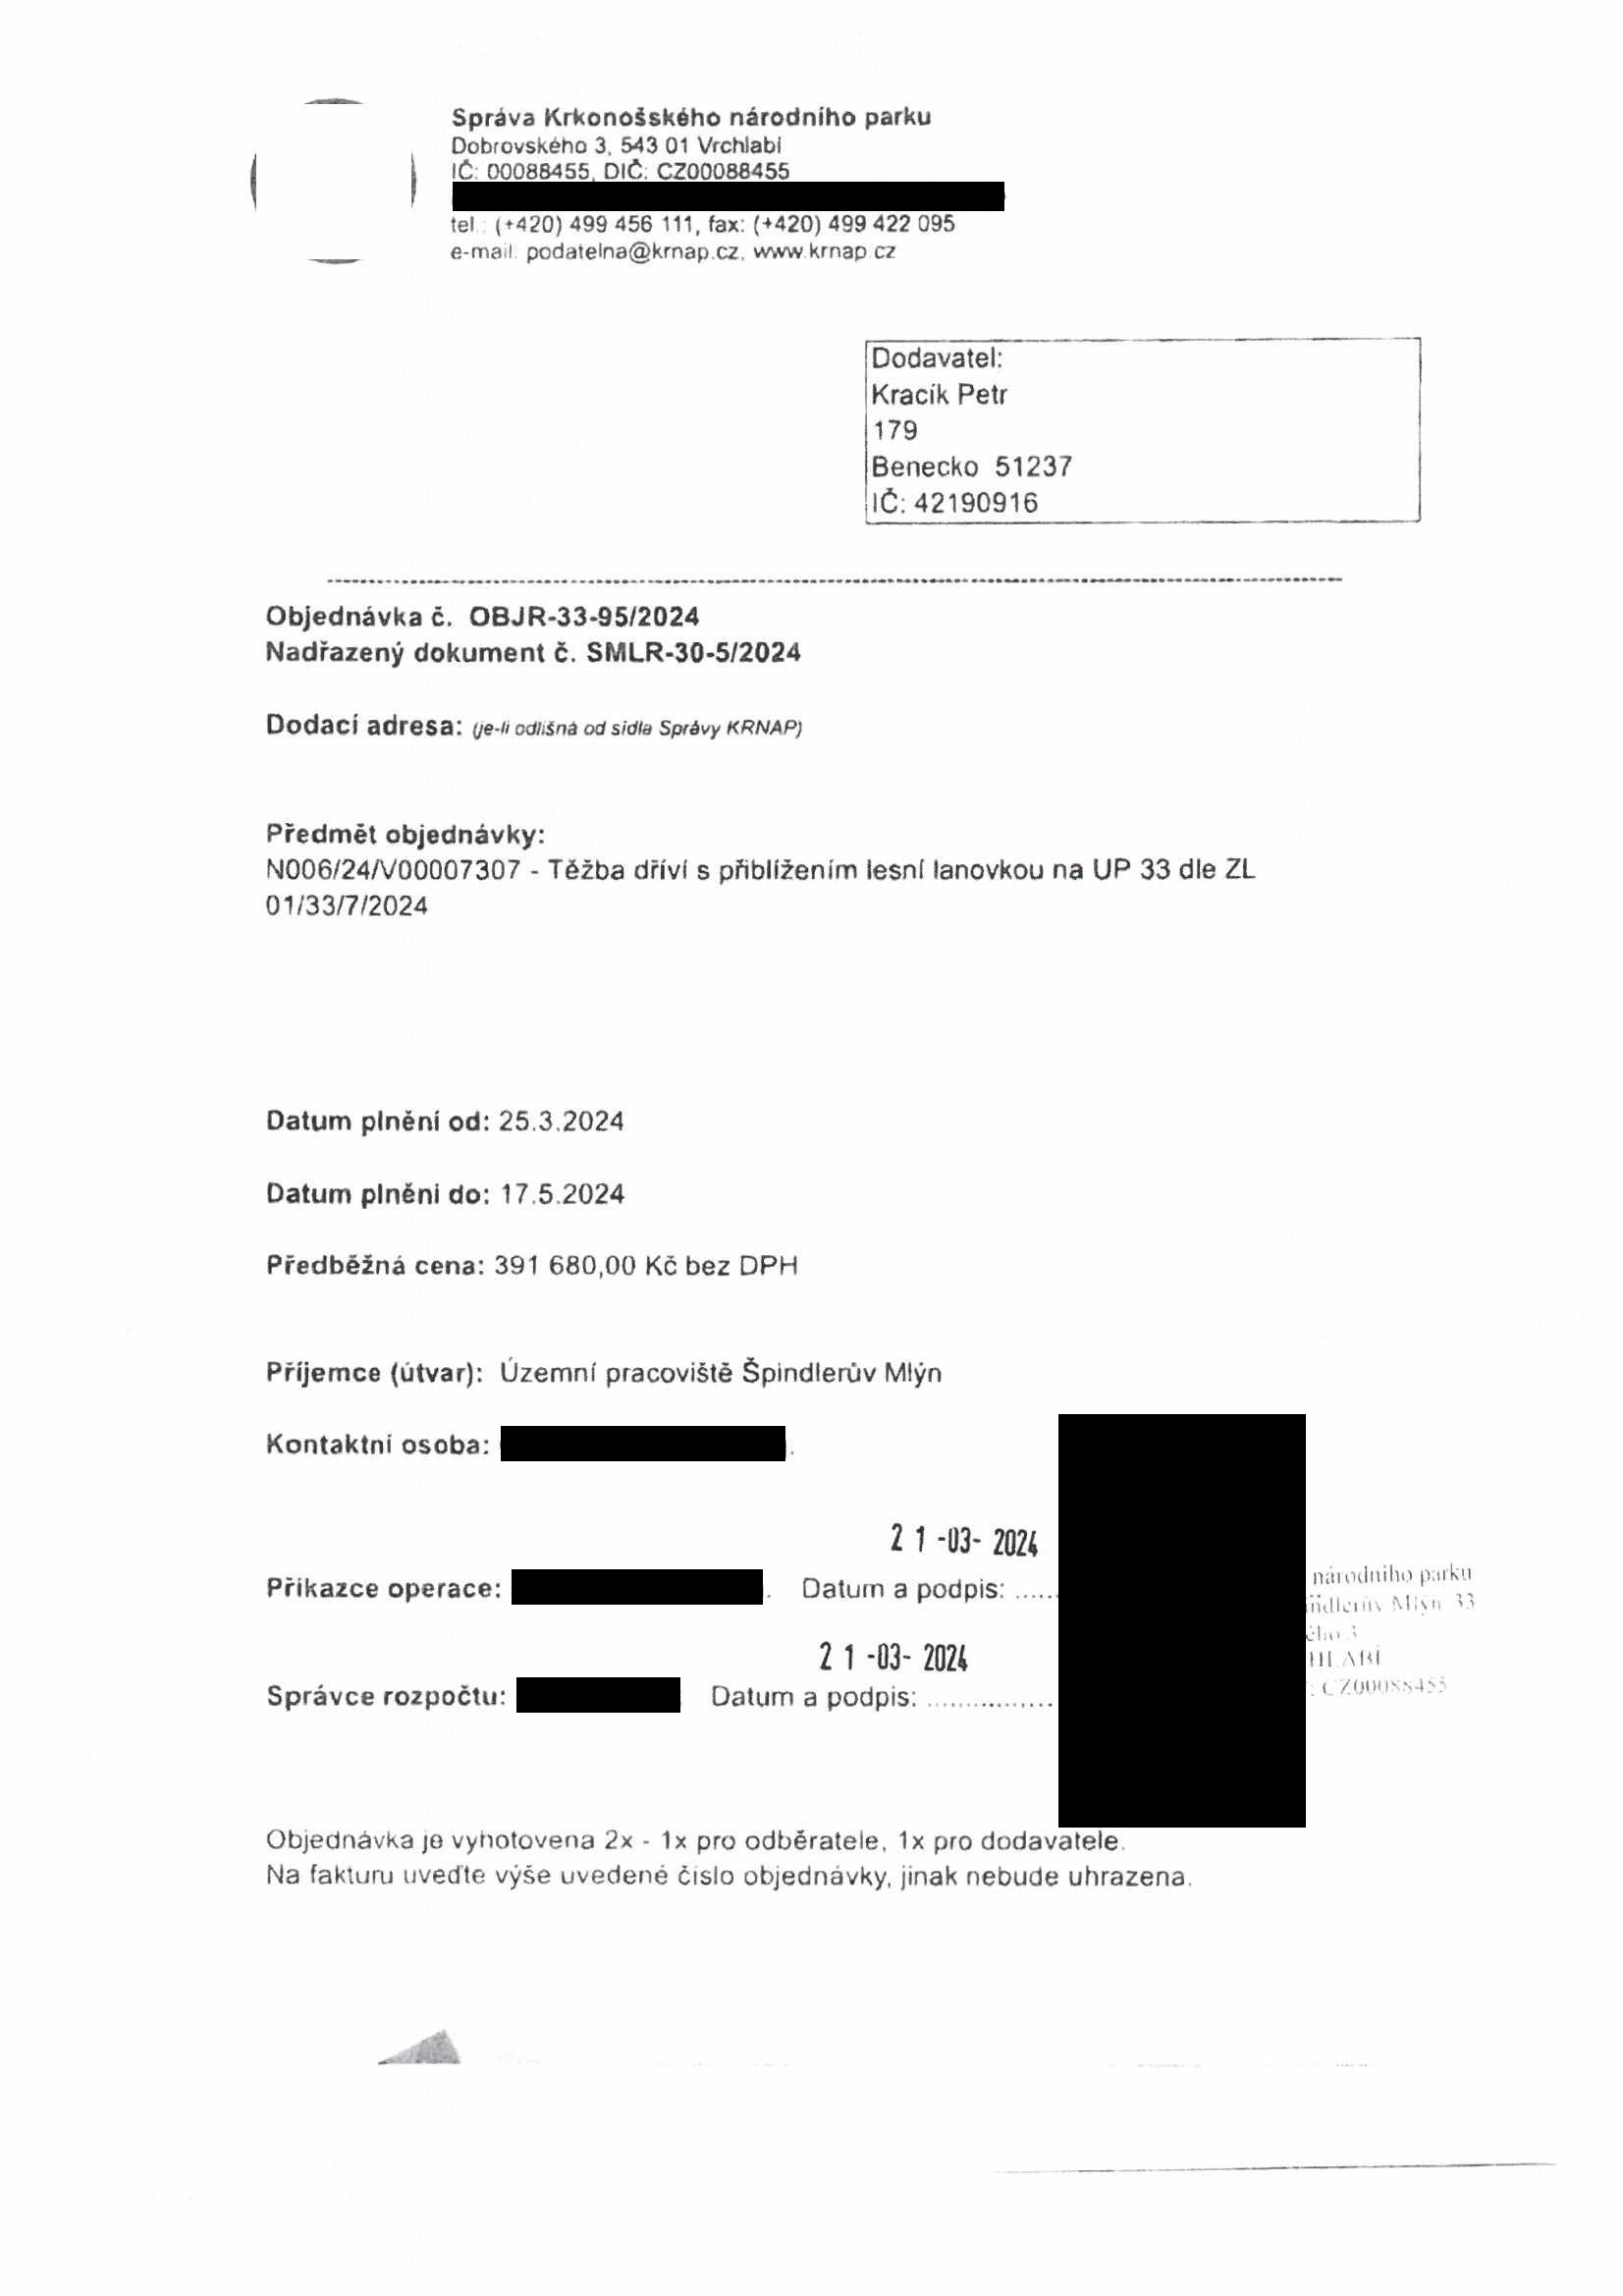 Správa Krkonošského národního parku
Dobrovského 3, 543 01 Vrchlabí
IČ: 00088455, DIČ: CZ00088455
tel.: (+420) 499 456 111, fax: (+420) 499 422 095
e-mail: podatelna@krnap.cz, www.krnap.cz
Dodavatel:
Kracík Petr
179
Benecko 51237
IČ: 42190916
Objednávka č. OBJR-33-95/2024
Nadřazený dokument č. SMLR-30-5/2024
Dodací adresa: (je-li odlišná od sídla Správy KRNAP)
Předmět objednávky:
N006/24/V00007307 - Těžba dříví s přiblížením lesní lanovkou na UP 33 dle ZL
01/33/7/2024
Datum plnění od: 25.3.2024
Datum plnění do: 17.5.2024
Předběžná cena: 391 680,00 Kč bez DPH
Příjemce (útvar): Územní pracoviště Špindlerův Mlýn
Kontaktní osoba:
21-03-2024
Příkazce operace: Datum a podpis: ......
národního parku
Mlýn 33
21-03-2024
Správce rozpočtu: Datum a podpis: ................
CZ00088455
Objednávka je vyhotovena 2x - 1x pro odběratele, 1x pro dodavatele.
Na fakturu uveďte výše uvedené číslo objednávky, jinak nebude uhrazena.